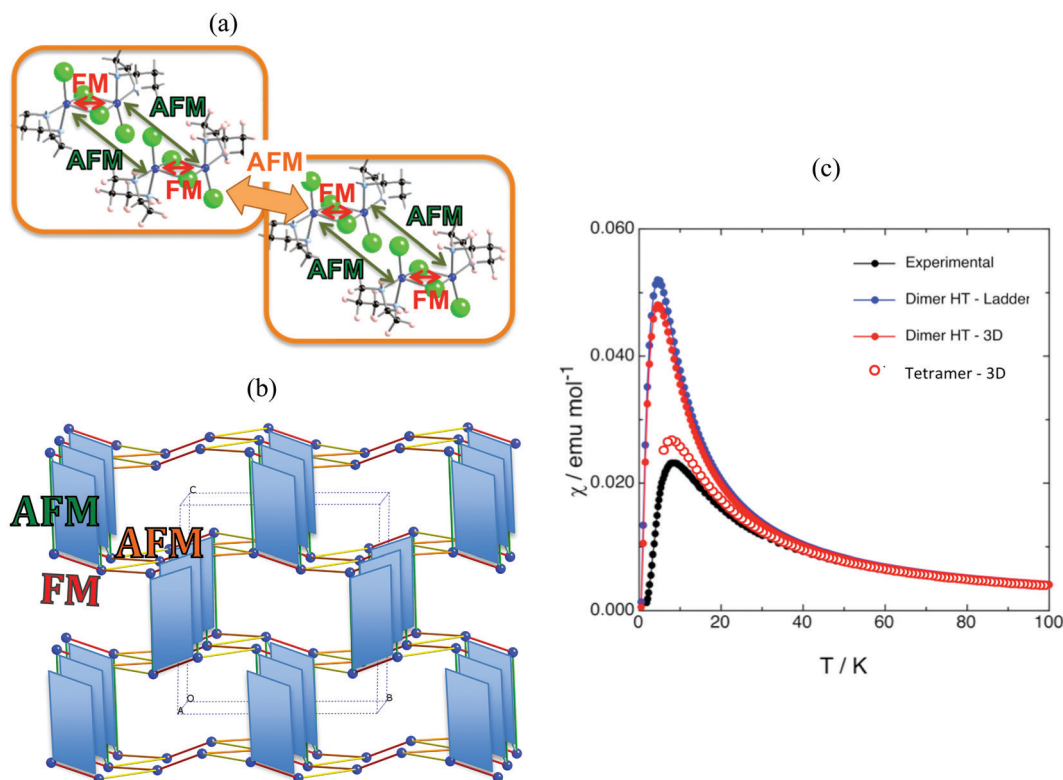 (a)
FM
AFM
AFM
FM
AFM
FM
AFM
AFM
FM
(b)
AFM
AFM
FM
C
O
A
B
(c)
0.060
0.040
0.020
0.000
χ / emu mol⁻¹
Experimental
Dimer HT - Ladder
Dimer HT - 3D
Tetramer - 3D
0 20 40 60 80 100
T / K